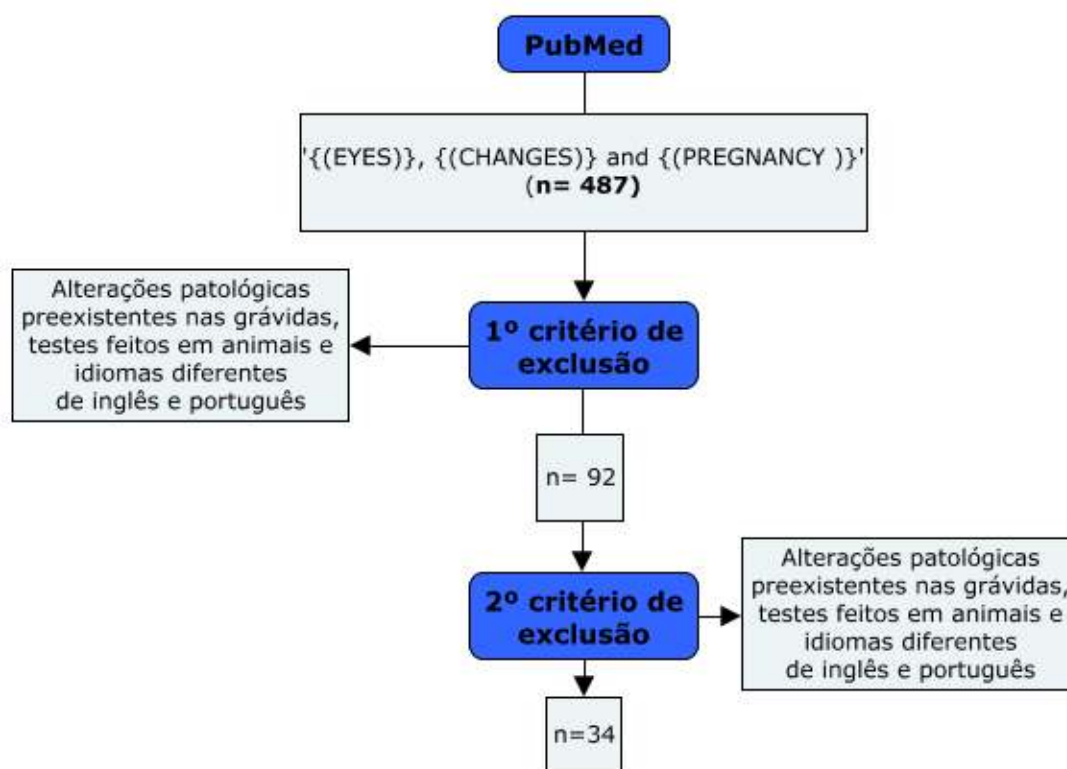 PubMed
'{(EYES)}, {(CHANGES)} and {(PREGNANCY )}'
(n= 487)
Alterações patológicas
preexistentes nas grávidas,
testes feitos em animais e
idiomas diferentes
de inglês e português
1º critério de
exclusão
n= 92
2º critério de
exclusão
Alterações patológicas
preexistentes nas grávidas,
testes feitos em animais e
idiomas diferentes
de inglês e português
n=34